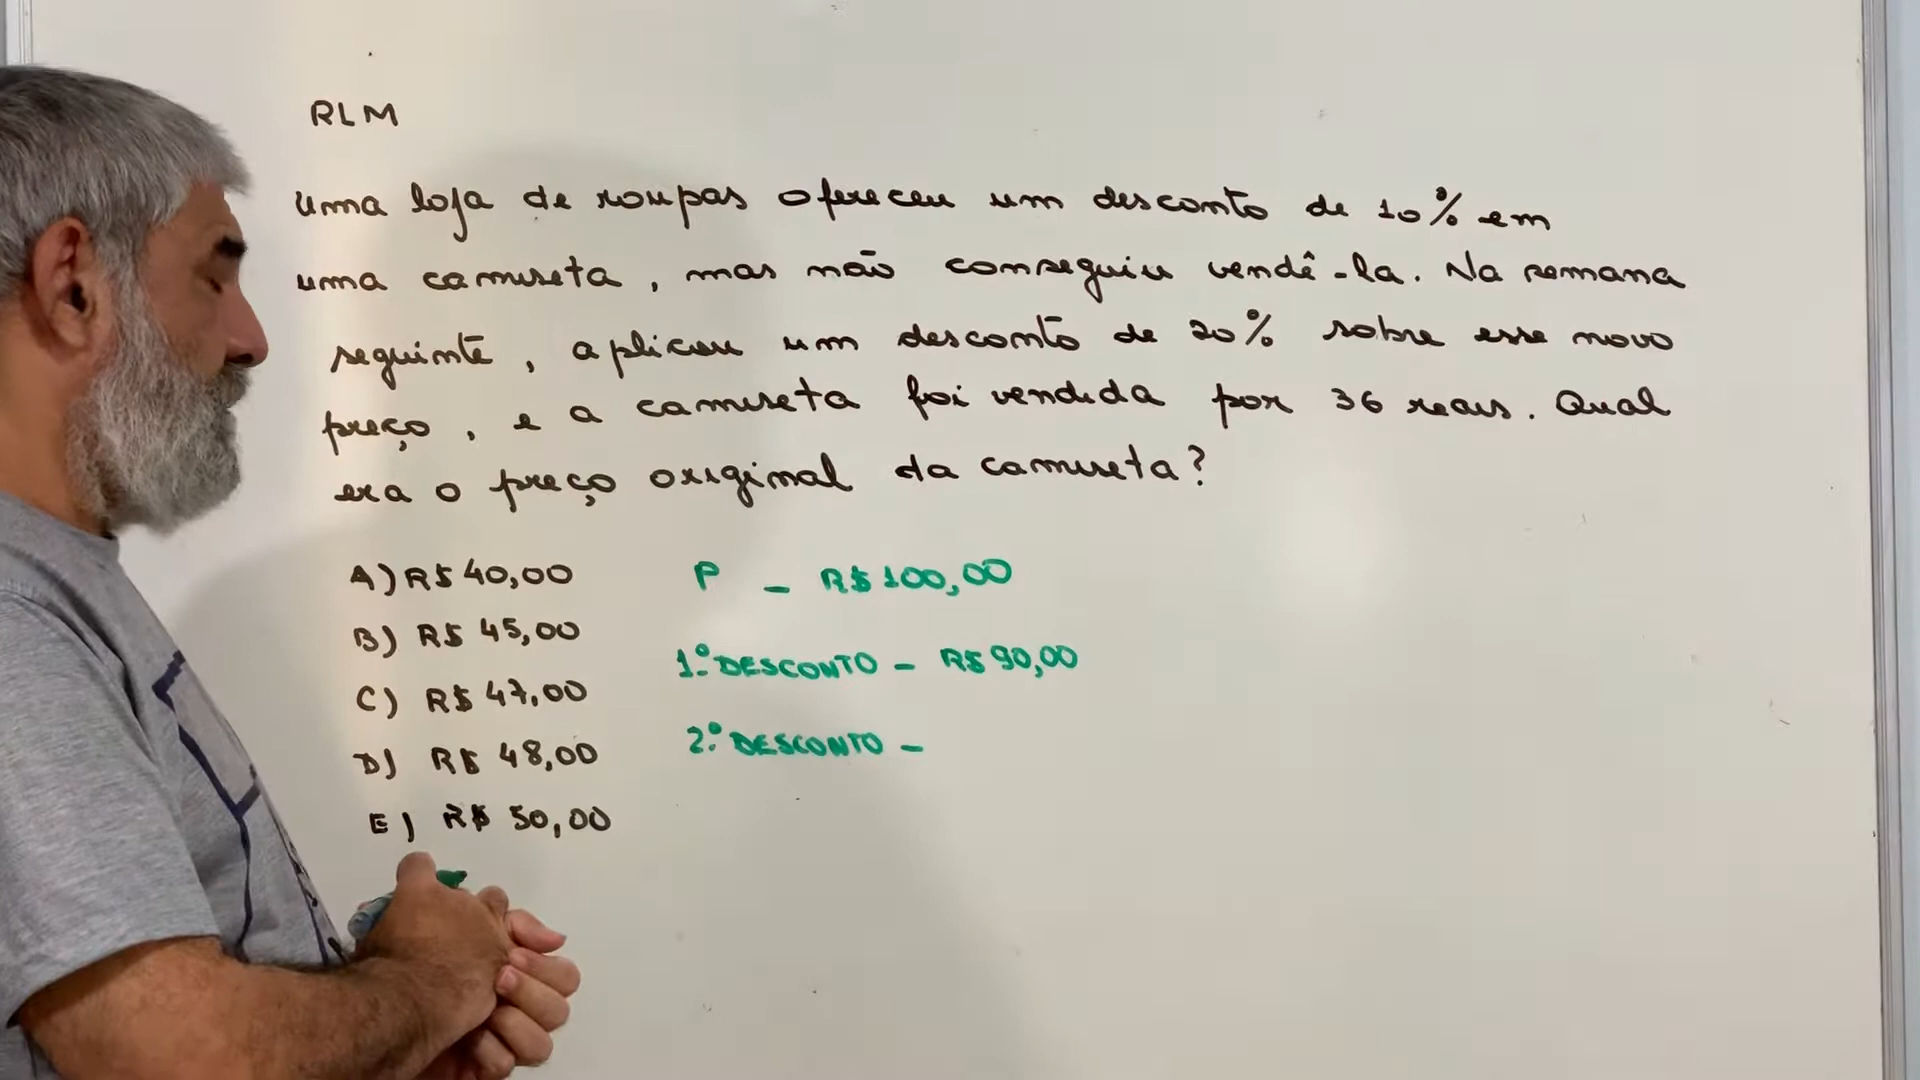 RLM
uma loja de roupas ofereceu um desconto de 10% em
uma camiseta, mas não conseguiu vendê-la. Na semana
seguinte, aplicou um desconto de 20% sobre esse novo
preço, e a camiseta foi vendida por 36 reais. Qual
era o preço original da camiseta?
A) R$ 40,00
B) R$ 45,00
C) R$ 47,00
D) R$ 48,00
E) R$ 50,00
P - R$ 100,00
1.º DESCONTO - R$ 90,00
2.º DESCONTO -